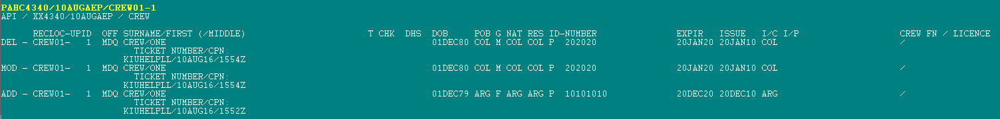 PAHC4340/10AUGAEP/CREW01-1
API / XX4340/10AUGAEP / CREW
RECLOC-UPID OFF SURNAME/FIRST (/MIDDLE) T CHK DHS DOB POB G NAT RES ID-NUMBER EXPIR ISSUE I/C I/P CREW FN / LICENCE
DEL - CREW01- 1 MDQ CREW/ONE 01DEC80 COL M COL COL P 202020 20JAN20 20JAN10 COL /
TICKET NUMBER/CPN:
KIUHELPLL/10AUG16/1554Z
MOD - CREW01- 1 MDQ CREW/ONE 01DEC80 COL M COL COL P 202020 20JAN20 20JAN10 COL /
TICKET NUMBER/CPN:
KIUHELPLL/10AUG16/1554Z
ADD - CREW01- 1 MDQ CREW/ONE 01DEC79 ARG F ARG ARG P 10101010 20DEC20 20DEC10 ARG /
TICKET NUMBER/CPN:
KIUHELPLL/10AUG16/1552Z